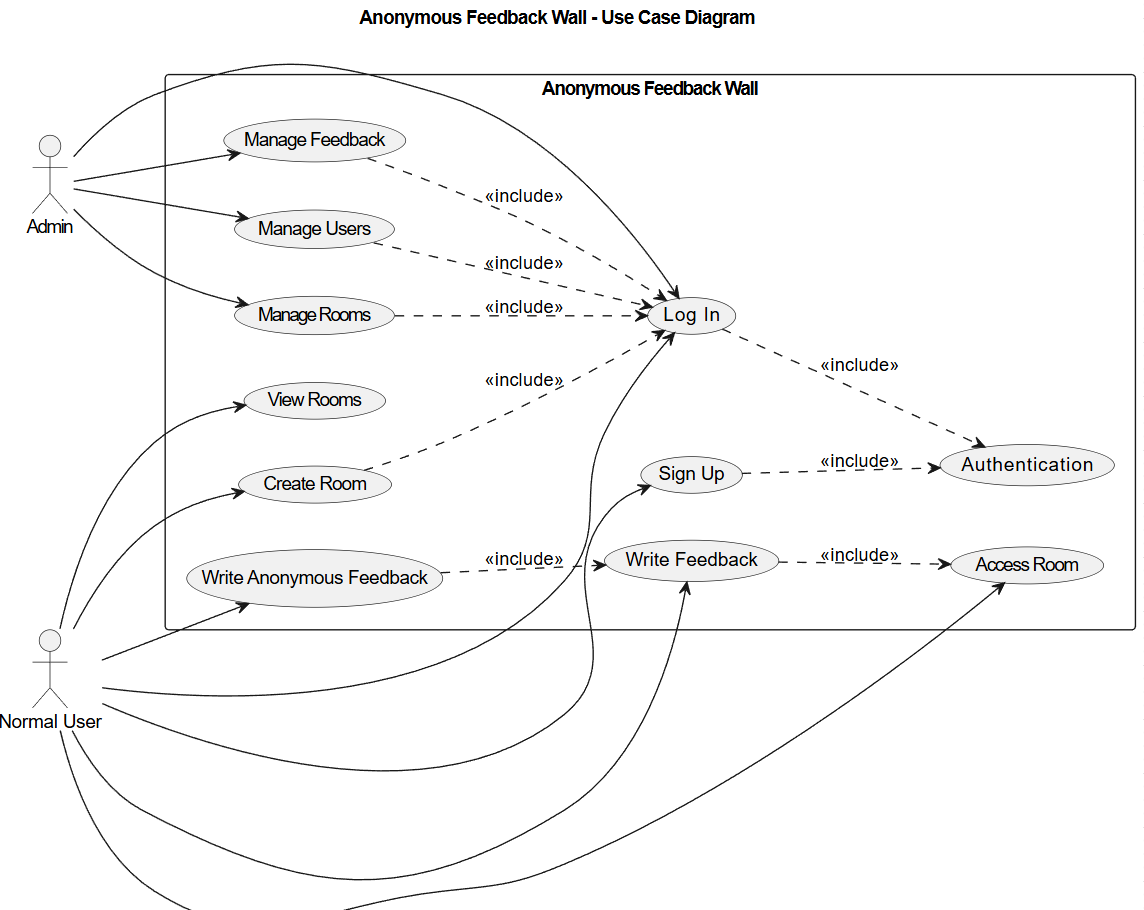 Anonymous Feedback Wall - Use Case Diagram
Anonymous Feedback Wall
Manage Feedback
«include»
Admin
Manage Users
«include»
Manage Rooms
«include»
Log In
«include»
View Rooms
«include»
Create Room
Sign Up
«include»
Authentication
Write Anonymous Feedback
«include»
Write Feedback
«include»
Access Room
Normal User